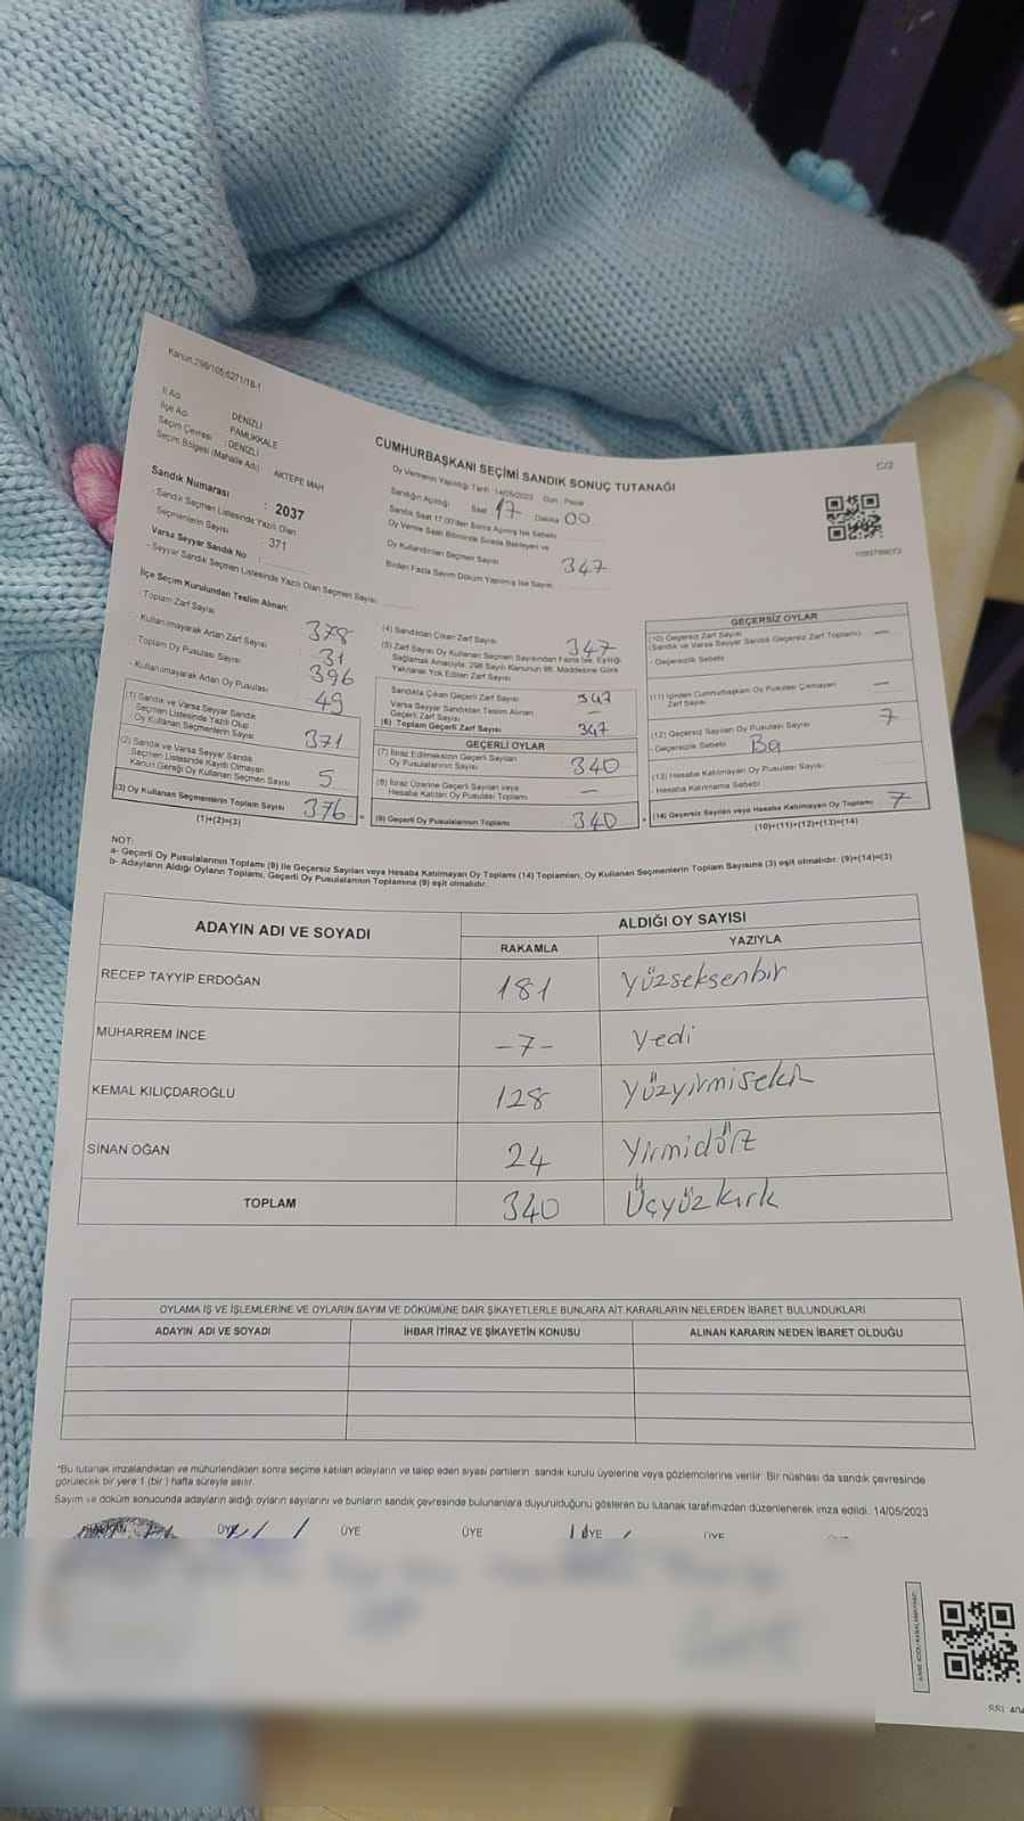 Kanun:298/105;6271/18-1
İl Adı : DENİZLİ
İlçe Adı : PAMUKKALE
Seçim Çevresi : DENİZLİ
Seçim Bölgesi (Mahalle Adı) : AKTEPE MAH
Sandık Numarası : 2037
Sandık Seçmen Listesinde Yazılı Olan
Seçmenlerin Sayısı 371
Varsa Seyyar Sandık No
- Seyyar Sandık Seçmen Listesinde Yazılı Olan Seçmen Sayısı
CUMHURBAŞKANI SEÇİMİ SANDIK SONUÇ TUTANAĞI
Oy Vermenin Yapıldığı Tarih : 14/05/2023 Gün : Pazar
Sandığın Açıldığı Saat 17 Dakika 00
Sandık Saat 17.00'den Sonra Açılmış İse Sebebi
Oy Verme Saati Bitiminde Sırada Bekleyen ve
Oy Kullandırılan Seçmen Sayısı 347
Birden Fazla Sayım Döküm Yapılmış İse Sayısı
İlçe Seçim Kurulundan Teslim Alınan:
- Toplam Zarf Sayısı 378
- Kullanılmayarak Artan Zarf Sayısı 31
- Toplam Oy Pusulası Sayısı 396
- Kullanılmayarak Artan Oy Pusulası 49
(1) Sandık ve Varsa Seyyar Sandık
Seçmen Listesinde Yazılı Olup
Oy Kullanan Seçmenlerin Sayısı 371
(2) Sandık ve Varsa Seyyar Sandık
Seçmen Listesinde Kayıtlı Olmayan
Kanun Gereği Oy Kullanan Seçmen Sayısı 5
(3) Oy Kullanan Seçmenlerin Toplam Sayısı 376
(1)+(2)=(3)
(4) Sandıktan Çıkan Zarf Sayısı 347
(5) Zarf Sayısı Oy Kullanan Seçmen Sayısından Fazla İse, Eşitliği
Sağlamak Amacıyla, 298 Sayılı Kanunun 98. Maddesine Göre
Yakılarak Yok Edilen Zarf Sayısı
Sandıkta Çıkan Geçerli Zarf Sayısı 347
Varsa Seyyar Sandıktan Teslim Alınan
Geçerli Zarf Sayısı —
(6) Toplam Geçerli Zarf Sayısı 347
GEÇERLİ OYLAR
(7) İtiraz Edilmeksizin Geçerli Sayılan
Oy Pusulalarının Sayısı 340
(8) İtiraz Üzerine Geçerli Sayılan veya
Hesaba Katılan Oy Pusulası Toplamı —
(9) Geçerli Oy Pusulalarının Toplamı 340
GEÇERSİZ OYLAR
(10) Geçersiz Zarf Sayısı
(Sandık ve Varsa Seyyar Sandık Geçersiz Zarf Toplamı) —
- Geçersizlik Sebebi
(11) İçinden Cumhurbaşkanı Oy Pusulası Çıkmayan
Zarf Sayısı —
(12) Geçersiz Sayılan Oy Pusulası Sayısı 7
- Geçersizlik Sebebi
(13) Hesaba Katılmayan Oy Pusulası Sayısı
- Hesaba Katılmama Sebebi
(14) Geçersiz Sayılan veya Hesaba Katılmayan Oy Toplamı 7
(10)+(11)+(12)+(13)=(14)
NOT:
a- Geçerli Oy Pusulalarının Toplamı (9) ile Geçersiz Sayılan veya Hesaba Katılmayan Oy Toplamı (14) Toplamları, Oy Kullanan Seçmenlerin Toplam Sayısına (3) eşit olmalıdır. (9)+(14)=(3)
b- Adayların Aldığı Oyların Toplamı, Geçerli Oy Pusulalarının Toplamına (9) eşit olmalıdır.
ADAYIN ADI VE SOYADI ALDIĞI OY SAYISI
RAKAMLA YAZIYLA
RECEP TAYYİP ERDOĞAN 181 Yüzseksenbir
MUHARREM İNCE -7- Yedi
KEMAL KILIÇDAROĞLU 128 Yüzyirmisekiz
SİNAN OĞAN 24 Yirmidört
TOPLAM 340 Üçyüzkırk
OYLAMA İŞ VE İŞLEMLERİNE VE OYLARIN SAYIM VE DÖKÜMÜNE DAİR ŞİKAYETLERLE BUNLARA AİT KARARLARIN NELERDEN İBARET BULUNDUKLARI
ADAYIN ADI VE SOYADI İHBAR İTİRAZ VE ŞİKAYETİN KONUSU ALINAN KARARIN NEDEN İBARET OLDUĞU
*Bu tutanak imzalandıktan ve mühürlendikten sonra seçime katılan adayların ve talep eden siyasi partilerin sandık kurulu üyelerine veya gözlemcilerine verilir. Bir nüshası da sandık çevresinde
görülecek bir yere 1 (bir) hafta süreyle asılır.
Sayım ve döküm sonucunda adayların aldığı oyların sayılarını ve bunların sandık çevresinde bulunanlara duyurulduğunu gösteren bu tutanak tarafımızdan düzenlenerek imza edildi. 14/05/2023
ÜYE ÜYE ÜYE ÜYE ÜYE